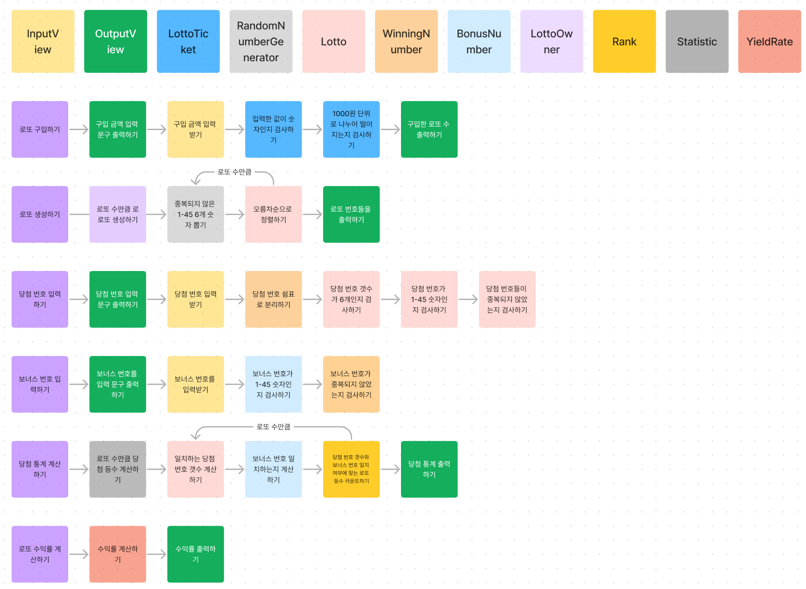 InputV
iew
OutputV
iew
LottoTic
ket
RandomN
umberGe
nerator
Lotto
WinningN
umber
BonusNu
mber
LottoOw
ner
Rank
Statistic
YieldRate
로또 구입하기
구입 금액 입력
문구 출력하기
구입 금액 입력
받기
입력한 값이 숫
자인지 검사하
기
1000원 단위
로 나누어 떨어
지는지 검사하
기
구입한 로또 수
출력하기
로또 수만큼
로또 생성하기
로또 수만큼 로
로또 생성하기
중복되지 않은
1-45 6개 숫
자 뽑기
오름차순으로
정렬하기
로또 번호들을
출력하기
당첨 번호 입력
하기
당첨 번호 입력
문구 출력하기
당첨 번호 입력
받기
당첨 번호 쉼표
로 분리하기
당첨 번호 갯수
가 6개인지 검
사하기
당첨 번호가
1-45 숫자인
지 검사하기
당첨 번호들이
중복되지 않았
는지 검사하기
보너스 번호 입
력하기
보너스 번호를
입력 문구 출력
하기
보너스 번호를
입력받기
보너스 번호가
1-45 숫자인
지 검사하기
보너스 번호가
중복되지 않았
는지 검사하기
로또 수만큼
당첨 통계 계산
하기
로또 수만큼 당
첨 등수 계산하
기
일치하는 당첨
번호 갯수 계산하
기
보너스 번호 일
치하는지 계산하
기
당첨 번호 갯수와
보너스 번호 일치
여부에 맞는 로또
등수 카운트하기
당첨 통계 출력
하기
로또 수익률 계
산하기
수익률 계산하
기
수익률 출력하
기